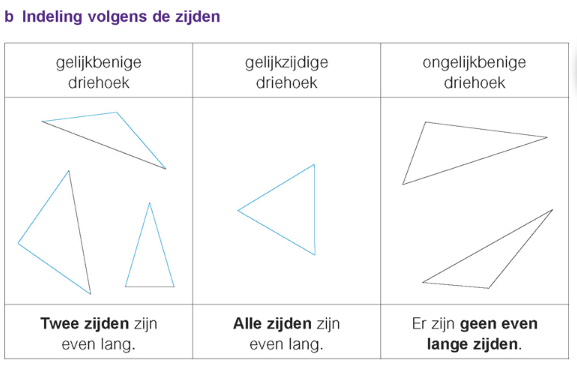 b Indeling volgens de zijden
gelijkbenige
driehoek
gelijkzijdige
driehoek
ongelijkbenige
driehoek
Twee zijden zijn
even lang.
Alle zijden zijn
even lang.
Er zijn geen even
lange zijden.